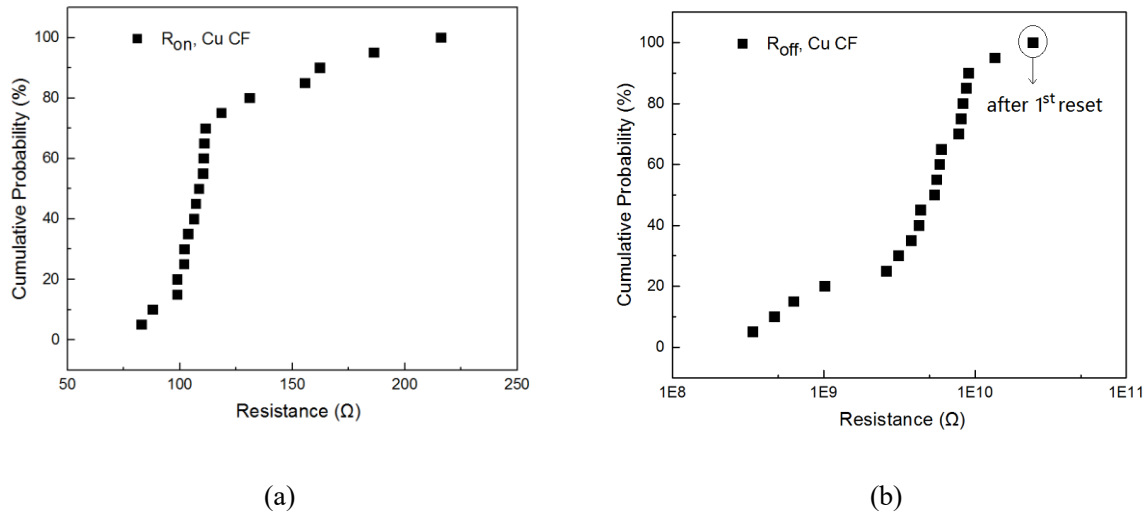 100
80
60
40
20
0
Cumulative Probability (%)
Ron, Cu CF
50
100
150
200
250
Resistance (Ω)
(a)
100
80
60
40
20
0
Cumulative Probability (%)
Roff, Cu CF
after 1st reset
1E8
1E9
1E10
1E11
Resistance (Ω)
(b)